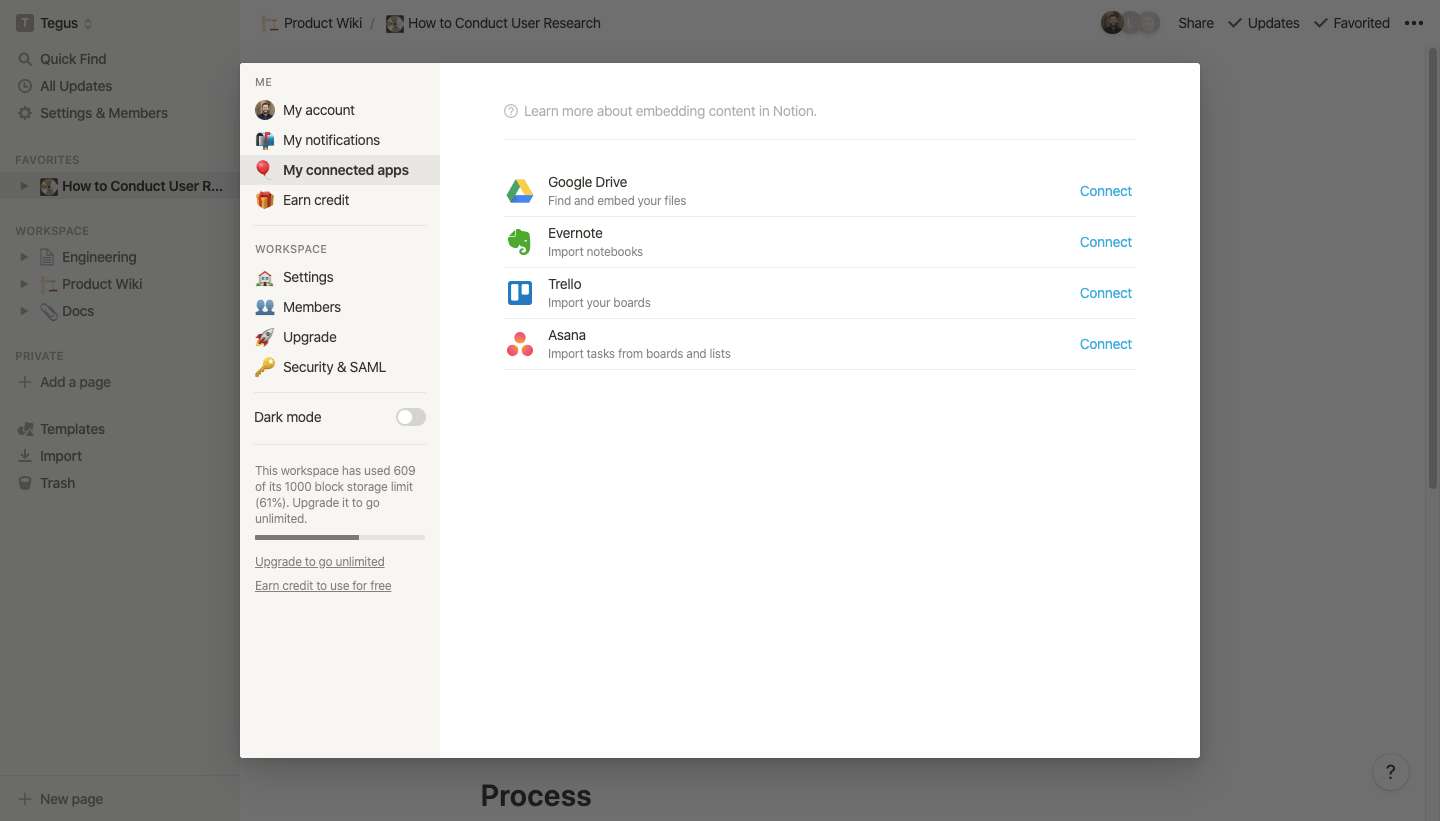 T Tegus
Quick Find
All Updates
Settings & Members
FAVORITES
How to Conduct User R...
WORKSPACE
Engineering
Product Wiki
Docs
PRIVATE
Add a page
Templates
Import
Trash
New page
Product Wiki / How to Conduct User Research
Share
Updates
Favorited
ME
My account
My notifications
My connected apps
Earn credit
WORKSPACE
Settings
Members
Upgrade
Security & SAML
Dark mode
This workspace has used 609
of its 1000 block storage limit
(61%). Upgrade it to go
unlimited.
Upgrade to go unlimited
Earn credit to use for free
? Learn more about embedding content in Notion.
Google Drive
Find and embed your files
Connect
Evernote
Import notebooks
Connect
Trello
Import your boards
Connect
Asana
Import tasks from boards and lists
Connect
Process
?